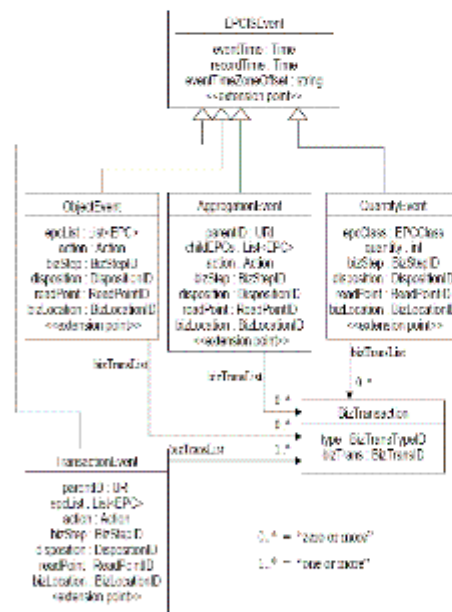 EPCISEvent
eventTime : Time
recordTime : Time
eventTimeZoneOffset : string
<<extension point>>
ObjectEvent
epcList : List<EPC>
action : Action
bizStep : BizStepID
disposition : DispositionID
readPoint : ReadPointID
bizLocation : BizLocationID
<<extension point>>
AggregationEvent
parentID : URI
childEPCs : List<EPC>
action : Action
bizStep : BizStepID
disposition : DispositionID
readPoint : ReadPointID
bizLocation : BizLocationID
<<extension point>>
QuantityEvent
epcClass : EPCClass
quantity : int
bizStep : BizStepID
disposition : DispositionID
readPoint : ReadPointID
bizLocation : BizLocationID
<<extension point>>
bizTransList
bizTransList
bizTransList
0..*
0..*
0..*
BizTransaction
type : BizTransTypeID
bizTrans : BizTransID
bizTransList
1..*
TransactionEvent
parentID : URI
epcList : List<EPC>
action : Action
bizStep : BizStepID
disposition : DispositionID
readPoint : ReadPointID
bizLocation : BizLocationID
<<extension point>>
0..* = "zero or more"
1..* = "one or more"